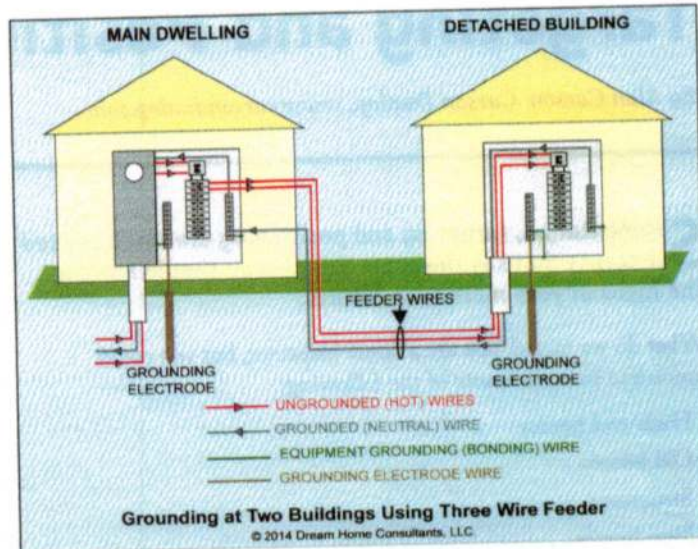 MAIN DWELLING
DETACHED BUILDING
FEEDER WIRES
GROUNDING
ELECTRODE
GROUNDING
ELECTRODE
UNGROUNDED (HOT) WIRES
GROUNDED (NEUTRAL) WIRE
EQUIPMENT GROUNDING (BONDING) WIRE
GROUNDING ELECTRODE WIRE
Grounding at Two Buildings Using Three Wire Feeder
© 2014 Dream Home Consultants, LLC